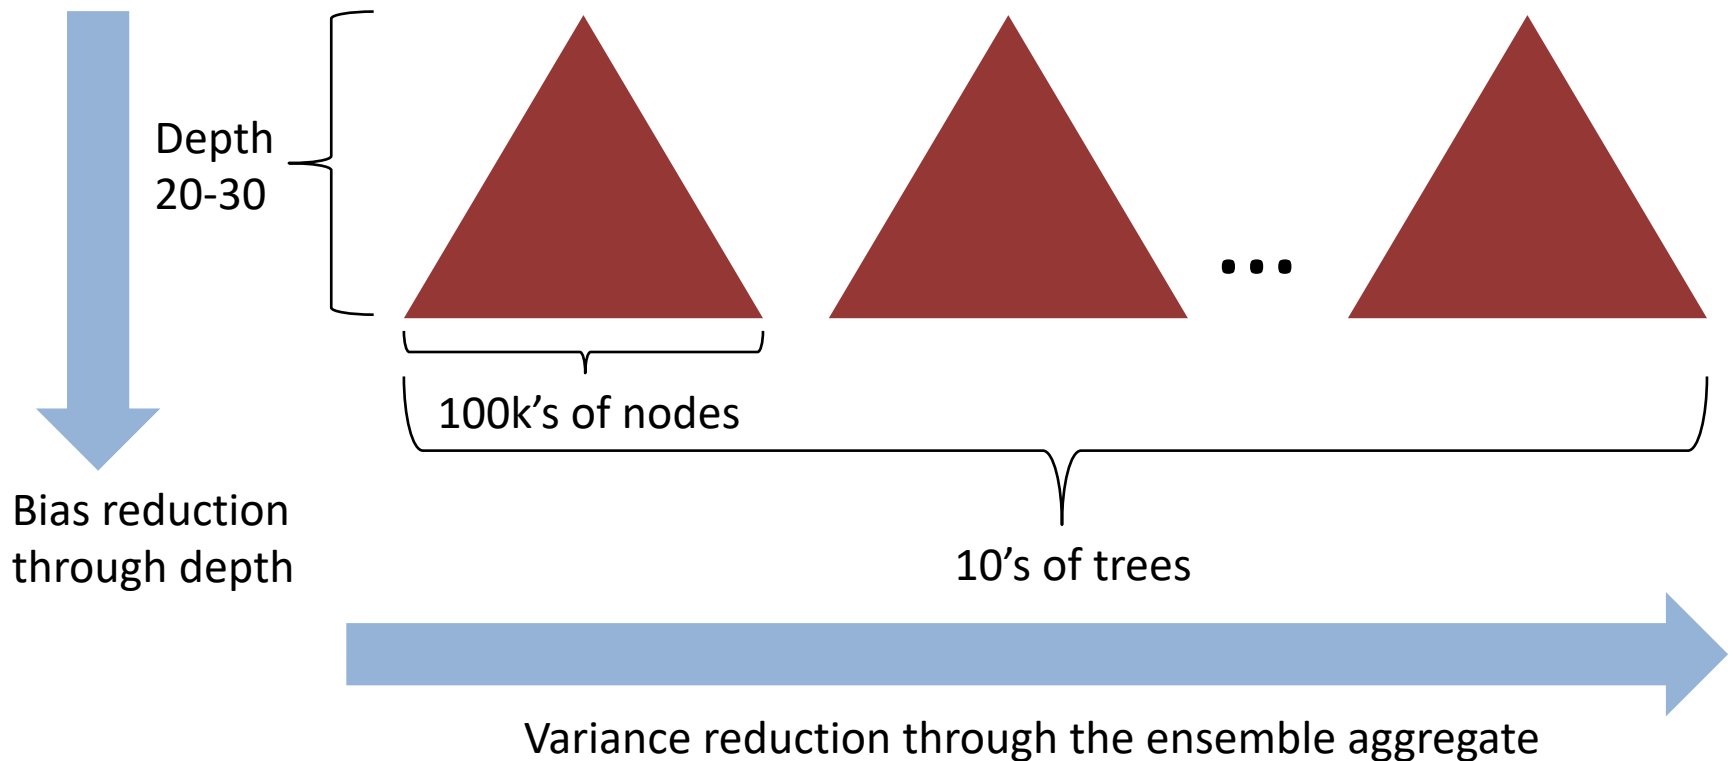 Depth
20-30
...
100k’s of nodes
Bias reduction
through depth
10’s of trees
Variance reduction through the ensemble aggregate